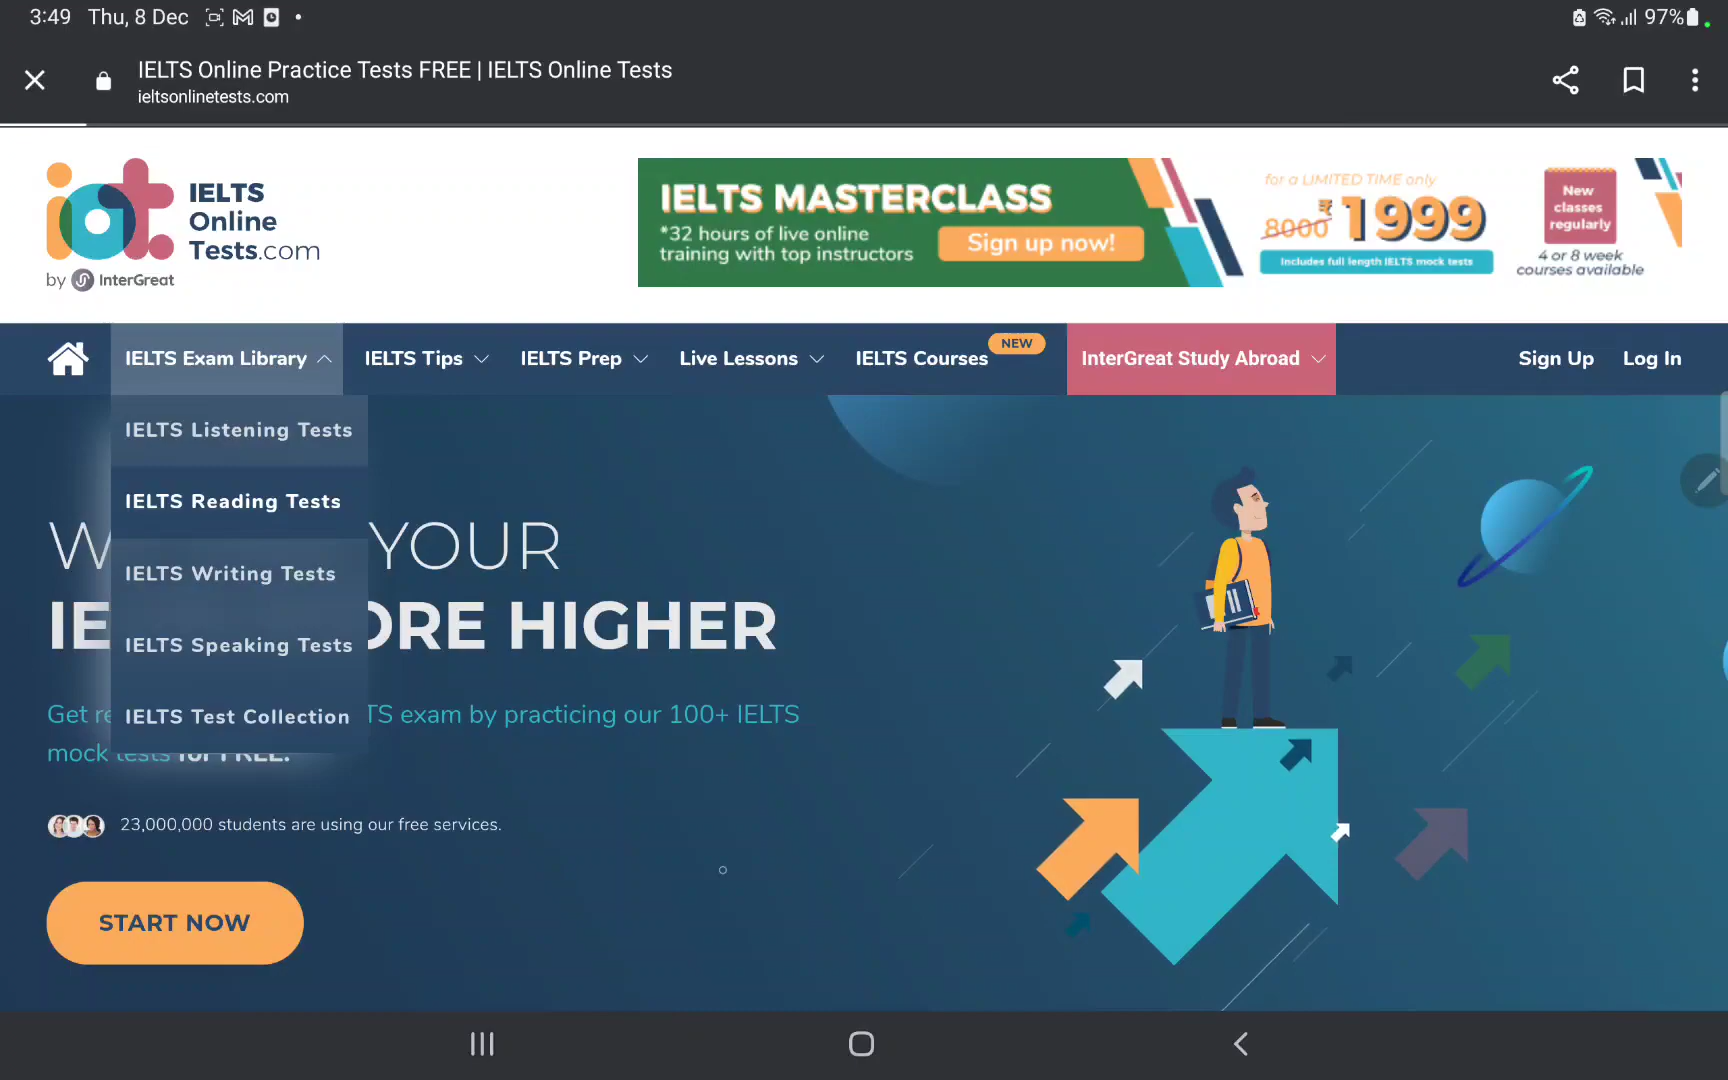 3:49 Thu, 8 Dec
97%
IELTS Online Practice Tests FREE | IELTS Online Tests
ieltsonlinetests.com
iot
IELTS
Online
Tests.com
by InterGreat
IELTS MASTERCLASS
*32 hours of live online
training with top instructors
Sign up now!
for a LIMITED TIME only
8000 ₹ 1999
Includes full length IELTS mock tests
New
classes
regularly
4 or 8 week
courses available
IELTS Exam Library
IELTS Tips
IELTS Prep
Live Lessons
IELTS Courses
NEW
InterGreat Study Abroad
Sign Up
Log In
IELTS Listening Tests
IELTS Reading Tests
IELTS Writing Tests
IELTS Speaking Tests
IELTS Test Collection
YOUR
HIGHER
exam by practicing our 100+ IELTS
mock tests for FREE.
23,000,000 students are using our free services.
START NOW